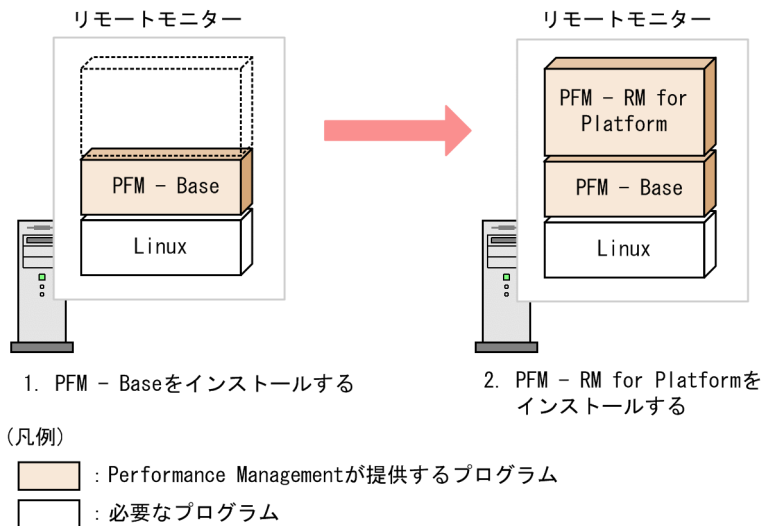 リモートモニター
PFM − Base
Linux
1. PFM − Baseをインストールする
リモートモニター
PFM − RM for
Platform
PFM − Base
Linux
2. PFM − RM for Platformを
インストールする
(凡例)
：Performance Managementが提供するプログラム
：必要なプログラム